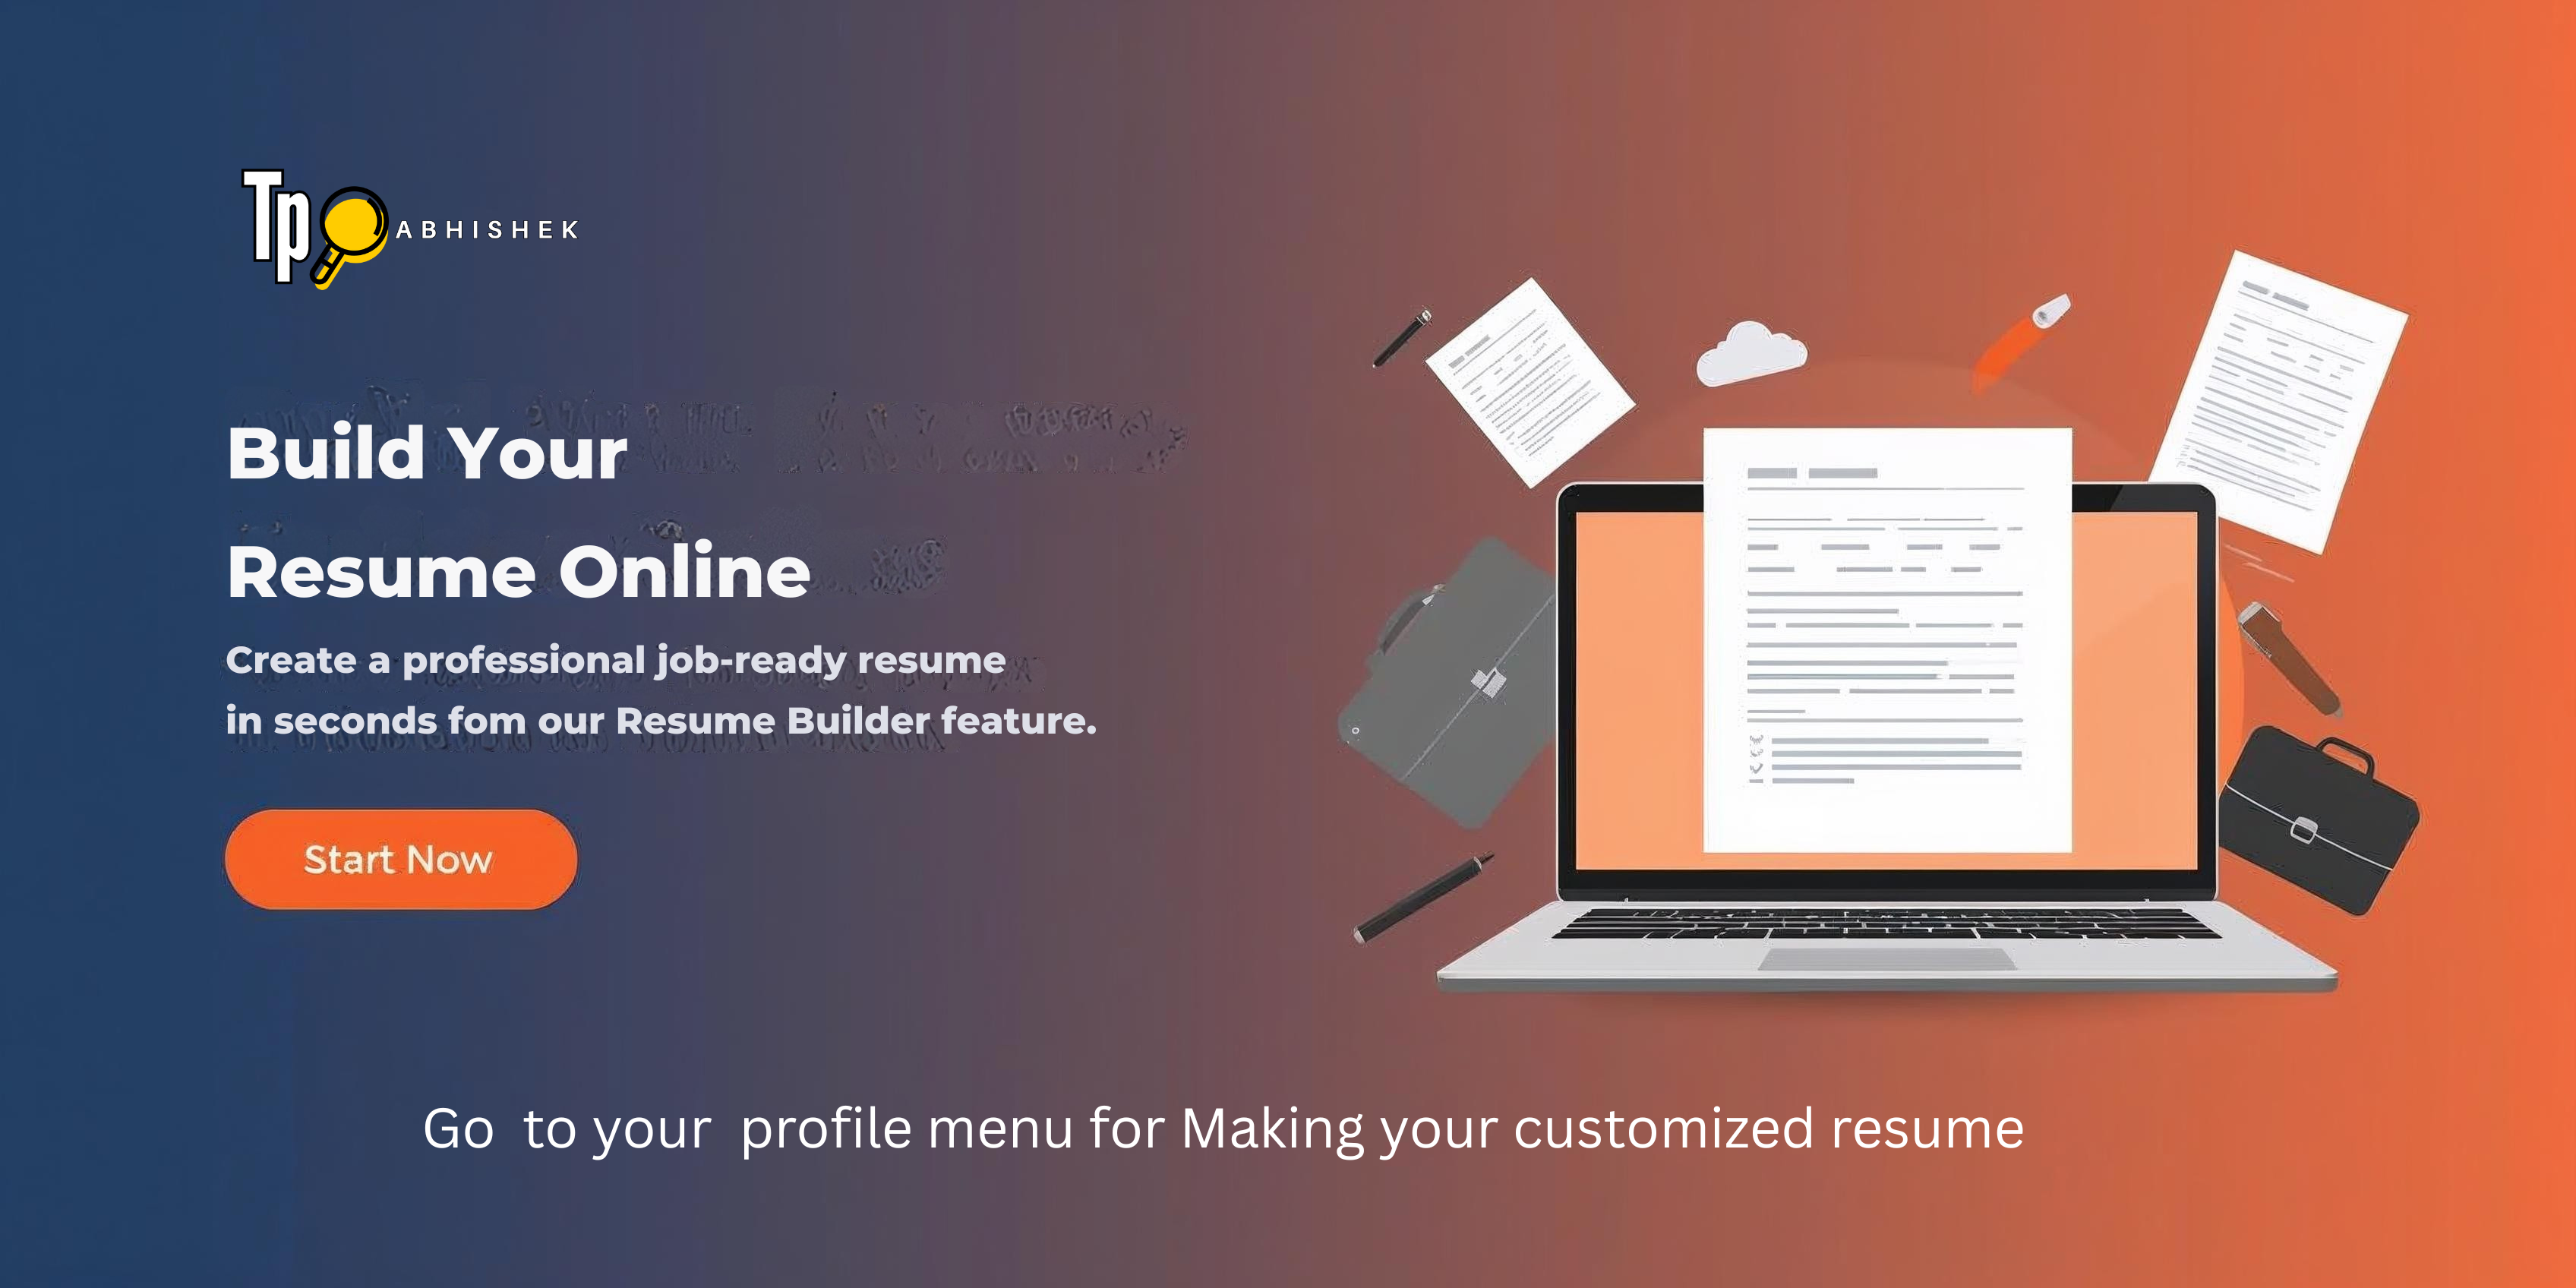 Tp
ABHISHEK
Build Your
Resume Online
Create a professional job-ready resume
in seconds fom our Resume Builder feature.
Start Now
Go to your profile menu for Making your customized resume